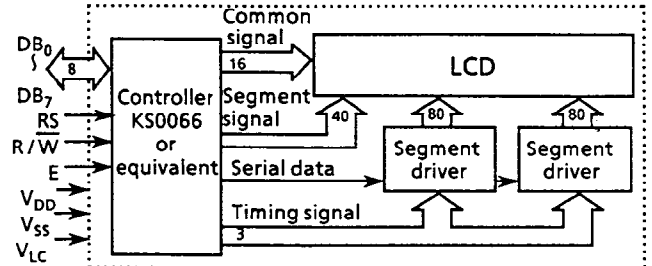 Common
signal
16
DB0
8
DB7
RS
R / W̅
E
VDD
VSS
VLC
Controller
KS0066
or
equivalent
Segment
signal
40
LCD
80
80
Serial data
Segment
driver
Segment
driver
Timing signal
3